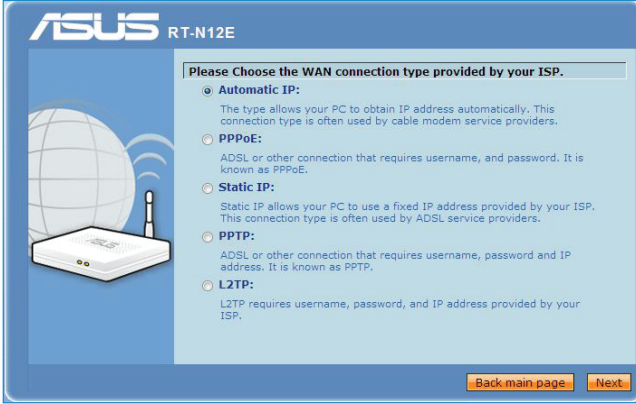 ASUS RT-N12E
Please Choose the WAN connection type provided by your ISP.
Automatic IP:
The type allows your PC to obtain IP address automatically. This
connection type is often used by cable modem service providers.
PPPoE:
ADSL or other connection that requires username, and password. It is
known as PPPoE.
Static IP:
Static IP allows your PC to use a fixed IP address provided by your ISP.
This connection type is often used by ADSL service providers.
PPTP:
ADSL or other connection that requires username, password and IP
address. It is known as PPTP.
L2TP:
L2TP requires username, password, and IP address provided by your
ISP.
ASUS
Back main page Next